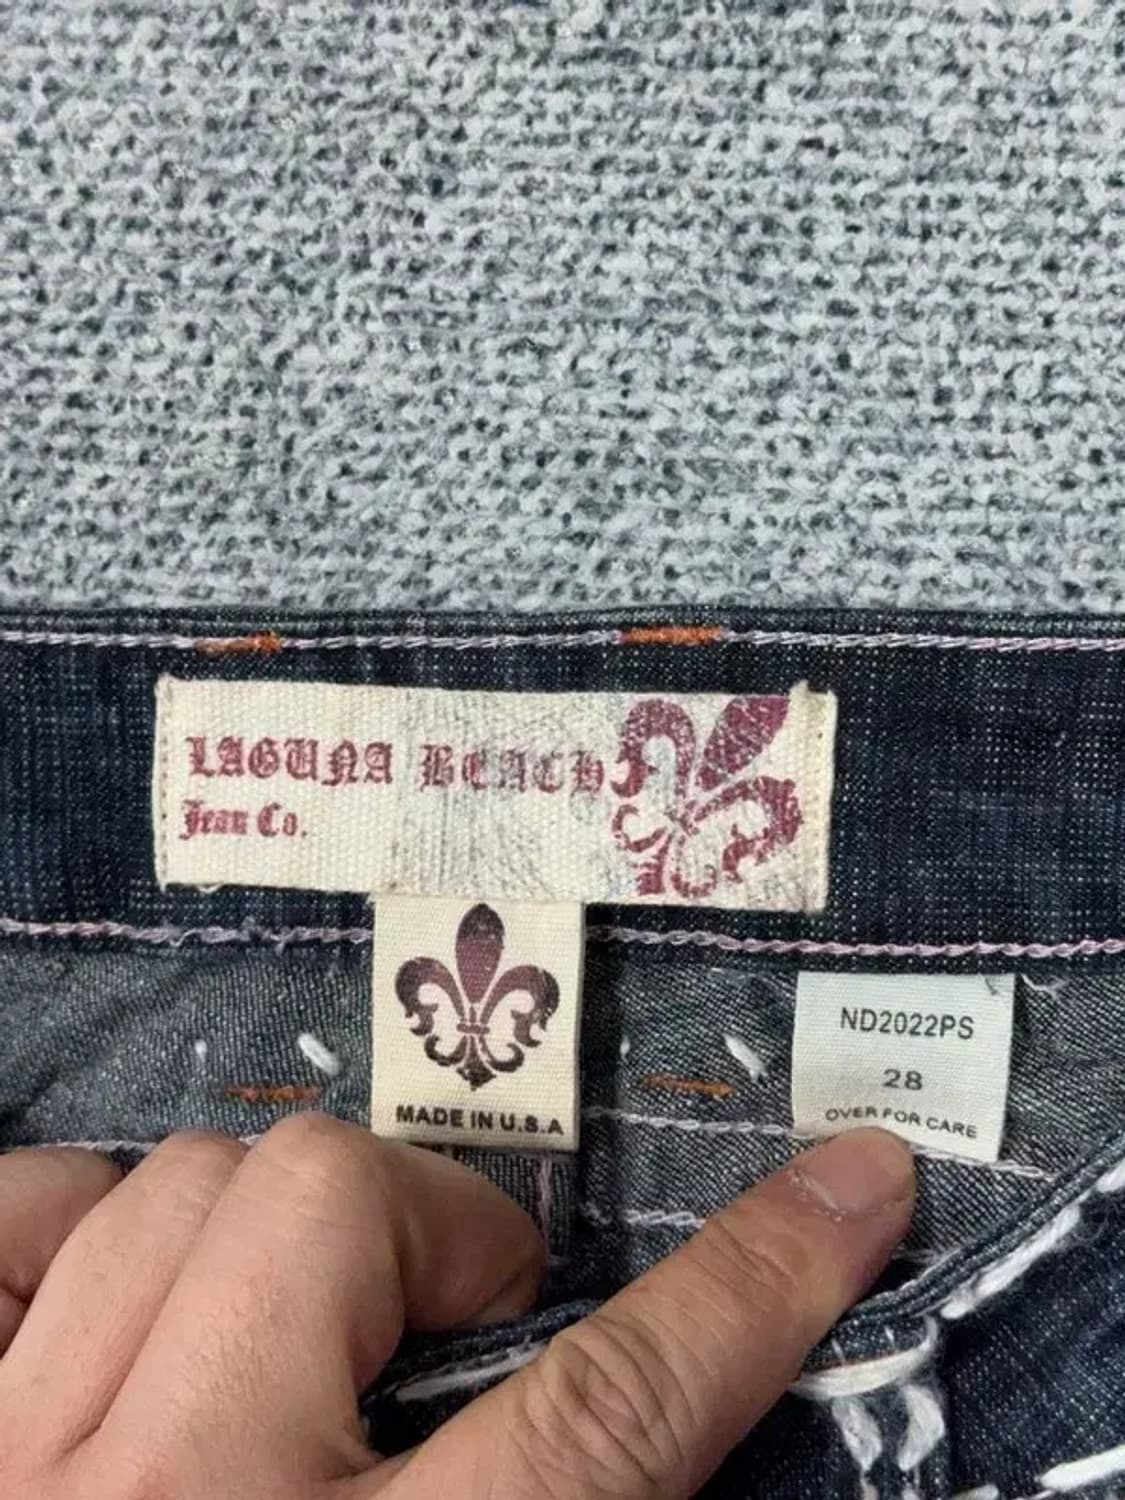 LAGUNA BEACH
Jean Co.
MADE IN U.S.A
ND2022PS
28
OVER FOR CARE